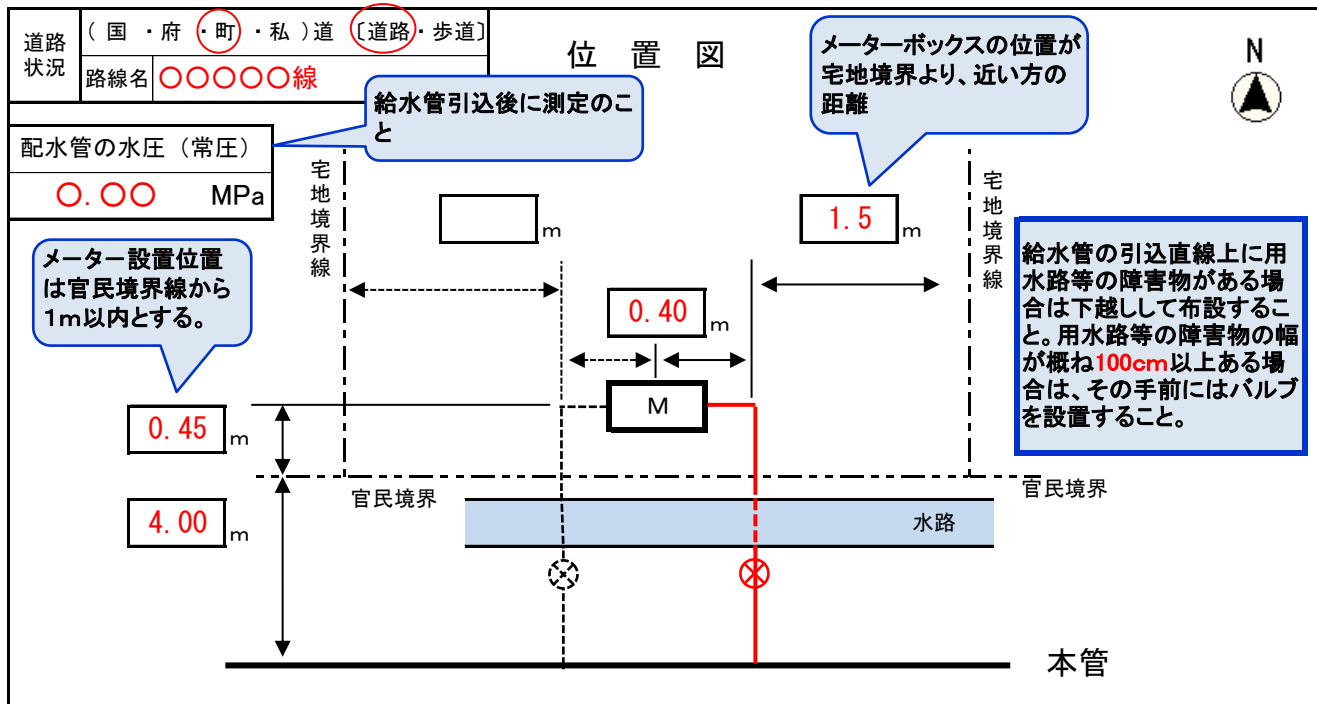 道路
状況
( 国 ・府 ・町 ・私 )道 〔道路・歩道〕
路線名 〇〇〇〇〇線
位 置 図
N
メーターボックスの位置が
宅地境界より、近い方の
距離
給水管引込後に測定のこ
と
配水管の水圧（常圧）
〇.〇〇 MPa
宅地境界線
宅地境界線
m
1.5 m
メーター設置位置
は官民境界線から
1m以内とする。
給水管の引込直線上に用
水路等の障害物がある場
合は下越しして布設するこ
と。用水路等の障害物の幅
が概ね100cm以上ある場
合は、その手前にはバルブ
を設置すること。
0.40 m
M
0.45 m
官民境界
官民境界
4.00 m
水路
本管